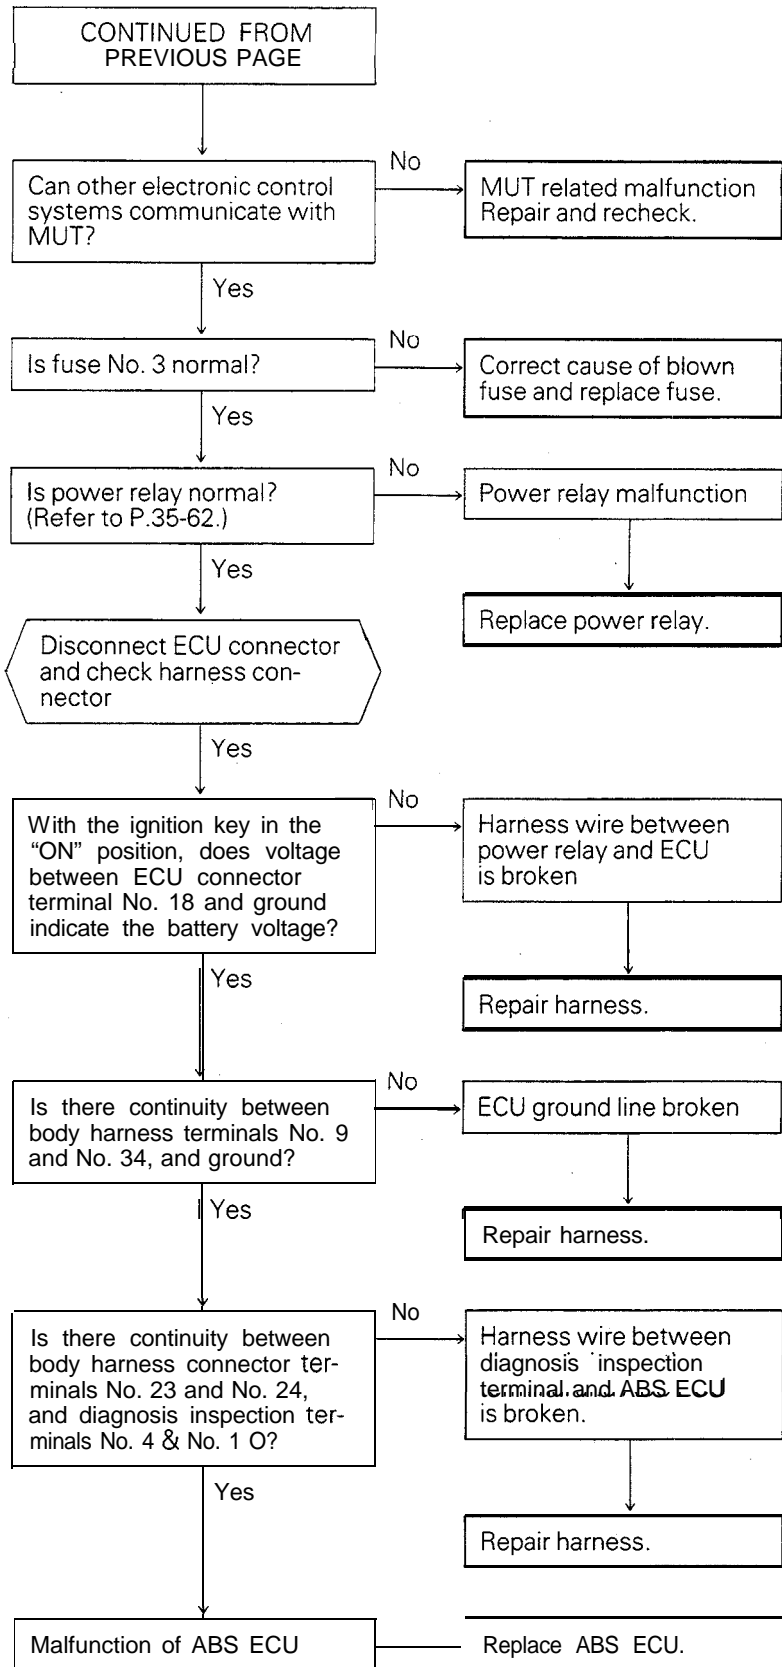 CONTINUED FROM
PREVIOUS PAGE
No
Can other electronic control
systems communicate with
MUT?
MUT related malfunction
Repair and recheck.
Yes
No
Is fuse No. 3 normal?
Correct cause of blown
fuse and replace fuse.
Yes
No
Is power relay normal?
(Refer to P.35-62.)
Power relay malfunction
Yes
Replace power relay.
Disconnect ECU connector
and check harness con-
nector
Yes
No
With the ignition key in the
“ON” position, does voltage
between ECU connector
terminal No. 18 and ground
indicate the battery voltage?
Harness wire between
power relay and ECU
is broken
Yes
Repair harness.
No
Is there continuity between
body harness terminals No. 9
and No. 34, and ground?
ECU ground line broken
Yes
Repair harness.
No
Is there continuity between
body harness connector ter-
minals No. 23 and No. 24,
and diagnosis inspection ter-
minals No. 4 & No. 1 O?
Harness wire between
diagnosis inspection
terminal and ABS ECU
is broken.
Yes
Repair harness.
Malfunction of ABS ECU
Replace ABS ECU.